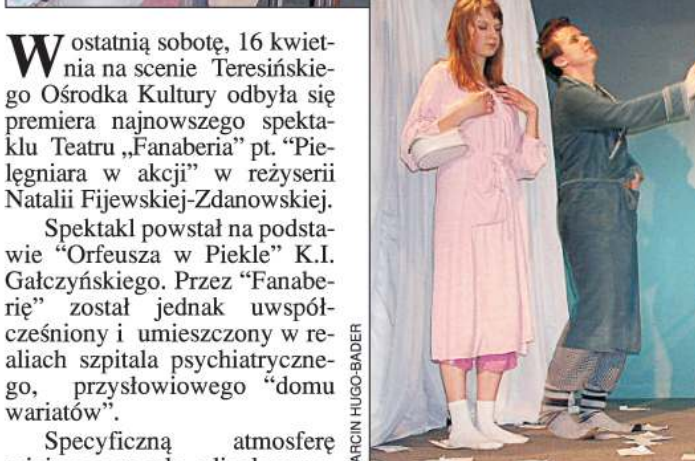 W ostatnią sobotę, 16 kwiet-
nia na scenie Teresińskie-
go Ośrodka Kultury odbyła się
premiera najnowszego spekta-
klu Teatru „Fanaberia” pt. “Pie-
lęgniara w akcji” w reżyserii
Natalii Fijewskiej-Zdanowskiej.
Spektakl powstał na podsta-
wie “Orfeusza w Piekle” K.I.
Gałczyńskiego. Przez “Fanabe-
rię” został jednak uwspół-
cześniony i umieszczony w re-
aliach szpitala psychiatryczne-
go, przysłowiowego “domu
wariatów”.
Specyficzną atmosferę
ARCIN HUGO-BADER